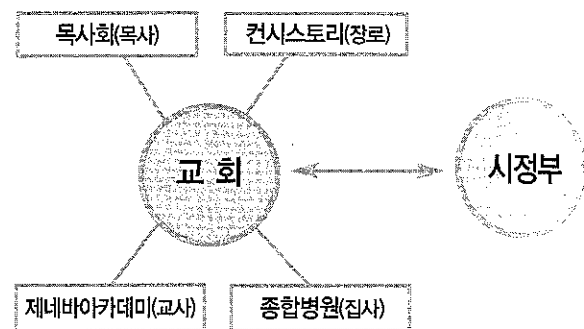 목사회(목사)
컨시스토리(장로)
교 회
시정부
제네바아카데미(교사)
종합병원(집사)